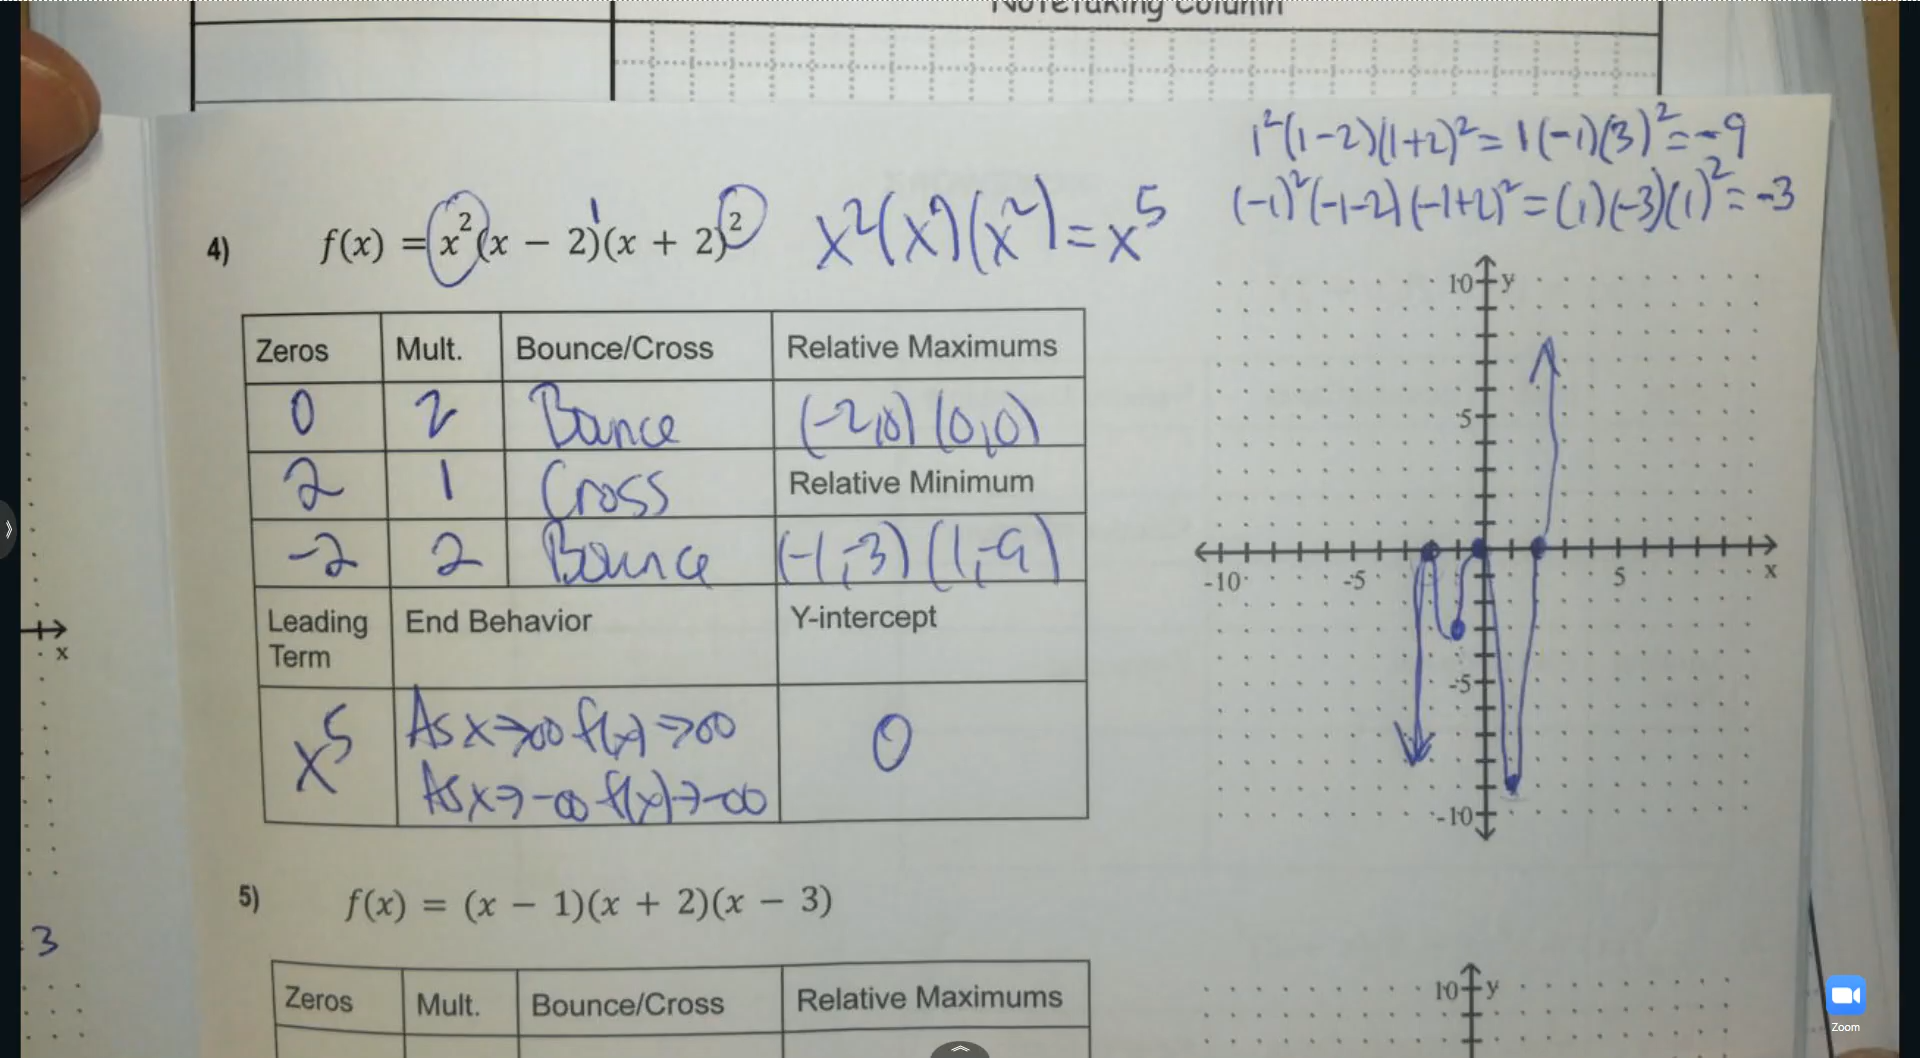 NoteTaking Column
1²(1-2)(1+2)² = 1(-1)(3)² = -9
(-1)²(-1-2)(-1+2)² = (1)(-3)(1)² = -3
4) f(x) = x²(x − 2)¹(x + 2)² x²(x¹)(x²) = x⁵
Zeros Mult. Bounce/Cross Relative Maximums
0 2 Bounce (-2,0) (0,0)
2 1 Cross Relative Minimum
-2 2 Bounce (-1,-3) (1,-9)
Leading Term End Behavior Y-intercept
x⁵ As x→∞ f(x)→∞ 0
As x→-∞ f(x)→-∞
10 y
5
-10 -5 5 x
-5
-10
x
3
5) f(x) = (x − 1)(x + 2)(x − 3)
Zeros Mult. Bounce/Cross Relative Maximums
10 y
Zoom